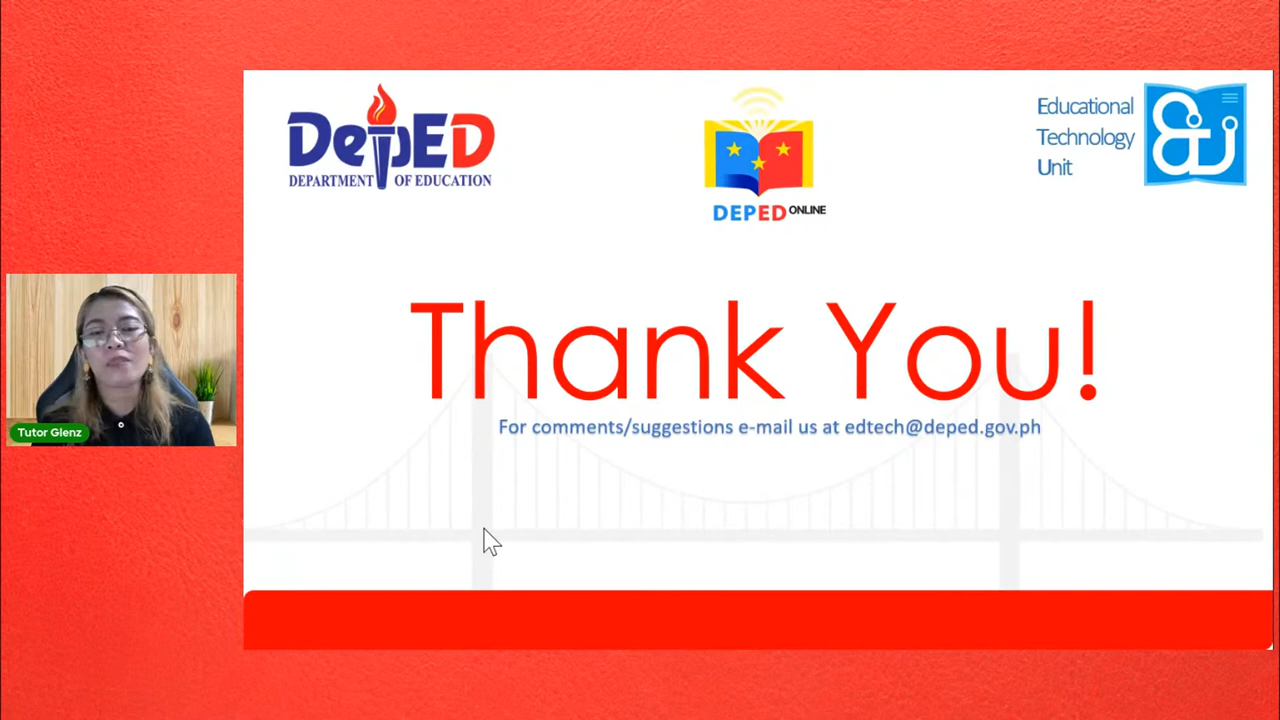 DepED
DEPARTMENT OF EDUCATION
DEPED ONLINE
Educational
Technology
Unit
Thank You!
For comments/suggestions e-mail us at edtech@deped.gov.ph
Tutor Glenz